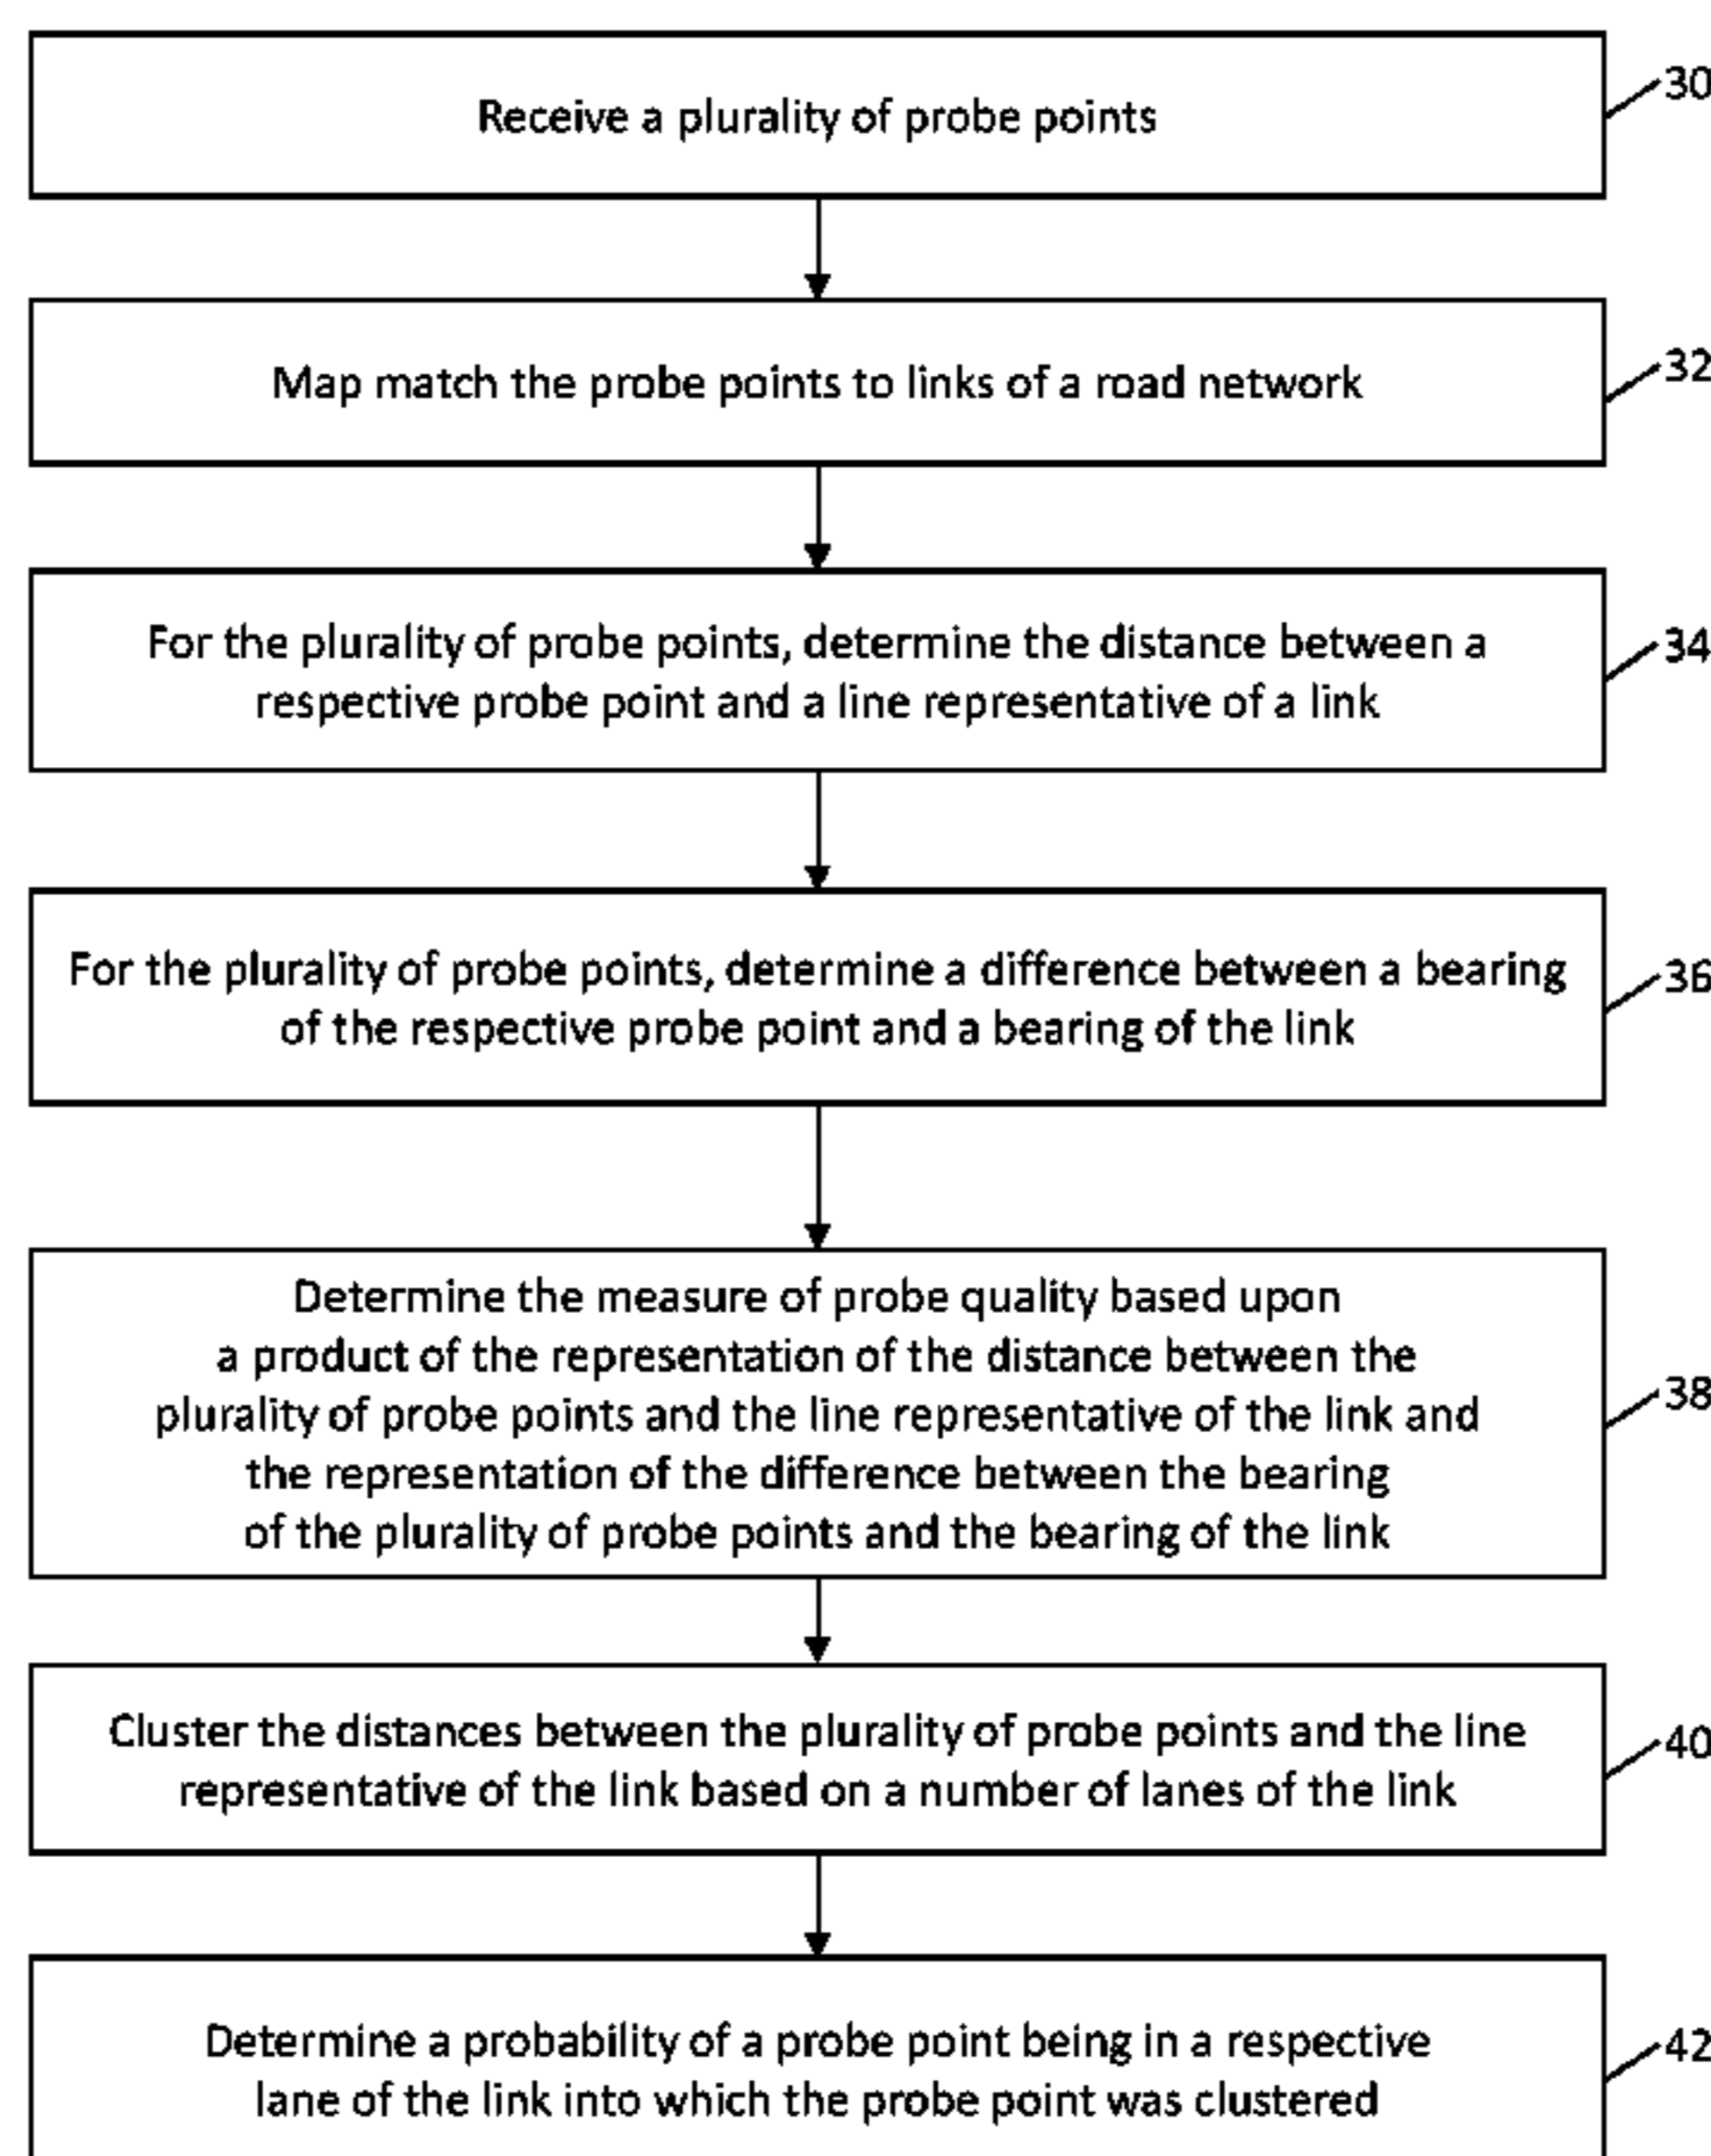 Receive a plurality of probe points
30
Map match the probe points to links of a road network
32
For the plurality of probe points, determine the distance between a
respective probe point and a line representative of a link
34
For the plurality of probe points, determine a difference between a bearing
of the respective probe point and a bearing of the link
36
Determine the measure of probe quality based upon
a product of the representation of the distance between the
plurality of probe points and the line representative of the link and
the representation of the difference between the bearing
of the plurality of probe points and the bearing of the link
38
Cluster the distances between the plurality of probe points and the line
representative of the link based on a number of lanes of the link
40
Determine a probability of a probe point being in a respective
lane of the link into which the probe point was clustered
42